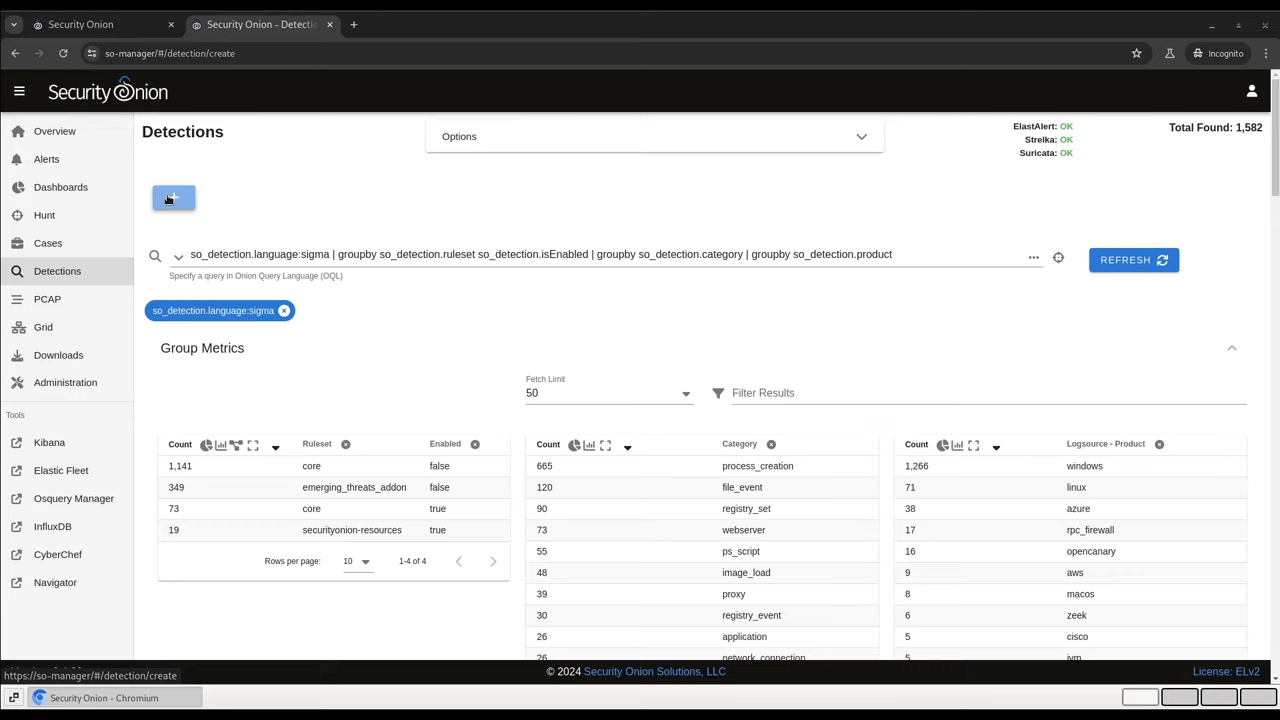 Security Onion
Security Onion - Detectio
so-manager/#/detection/create
Incognito
Security Onion
Overview
Alerts
Dashboards
Hunt
Cases
Detections
PCAP
Grid
Downloads
Administration
Tools
Kibana
Elastic Fleet
Osquery Manager
InfluxDB
CyberChef
Navigator
Detections
Options
ElastAlert: OK
Strelka: OK
Suricata: OK
Total Found: 1,582
so_detection.language:sigma | groupby so_detection.ruleset so_detection.isEnabled | groupby so_detection.category | groupby so_detection.product
Specify a query in Onion Query Language (OQL)
REFRESH
so_detection.language:sigma
Group Metrics
Fetch Limit
50
Filter Results
Count Ruleset Enabled
1,141 core false
349 emerging_threats_addon false
73 core true
19 securityonion-resources true
Rows per page: 10 1-4 of 4
Count Category
665 process_creation
120 file_event
90 registry_set
73 webserver
55 ps_script
48 image_load
39 proxy
30 registry_event
26 application
26 network_connection
Count Logsource - Product
1,266 windows
71 linux
38 azure
17 rpc_firewall
16 opencanary
9 aws
8 macos
6 zeek
5 cisco
5 jvm
© 2024 Security Onion Solutions, LLC
License: ELv2
https://so-manager/#/detection/create
Security Onion - Chromium